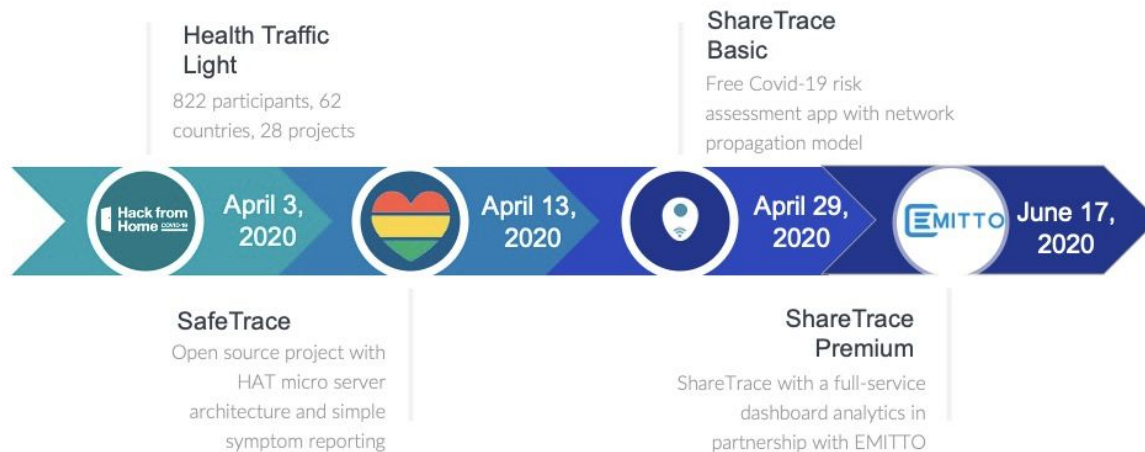 Health Traffic
Light
822 participants, 62
countries, 28 projects
ShareTrace
Basic
Free Covid-19 risk
assessment app with network
propagation model
Hack from
Home COVID-19
April 3,
2020
April 13,
2020
April 29,
2020
EMITTO
June 17,
2020
SafeTrace
Open source project with
HAT micro server
architecture and simple
symptom reporting
ShareTrace
Premium
ShareTrace with a full-service
dashboard analytics in
partnership with EMITTO